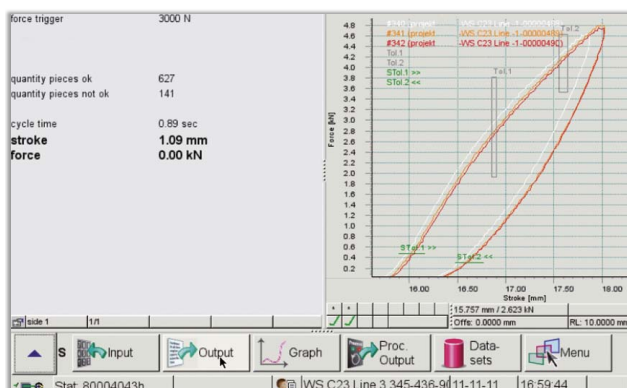 force trigger 3000 N
quantity pieces ok 627
quantity pieces not ok 141
cycle time 0.89 sec
stroke 1.09 mm
force 0.00 kN
#341 (projekt -WS C23 Line -1-
#342 (projekt -WS C23 Line -1-0000049C)
Tol.1
Tol.2
STol.1 >>
STol.2 <<
Tol.2
Tol.1
STol.1 >>
STol.2 <<
Force [kN]
4.8
4.6
4.4
4.2
4.0
3.8
3.6
3.4
3.2
3.0
2.8
2.6
2.4
2.2
2.0
1.8
1.6
1.4
1.2
1.0
0.8
0.6
0.4
0.2
16.00 16.50 17.00 17.50 18.00
Stroke [mm]
15.757 mm / 2.623 kN
Offs: 0.0000 mm RL: 10.0000 mm
side 1 1/1
S Input Output Graph Proc. Output Data-sets Menu
Stat: 80004043h WS C23 Line 3 345-436-9 11-11-11 16:59:44